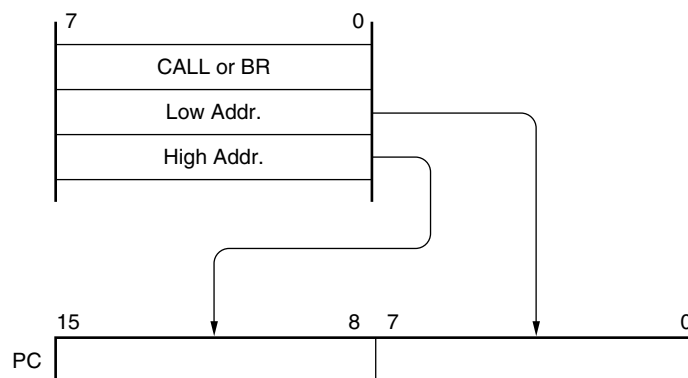 7 0
CALL or BR
Low Addr.
High Addr.
15 8 7 0
PC